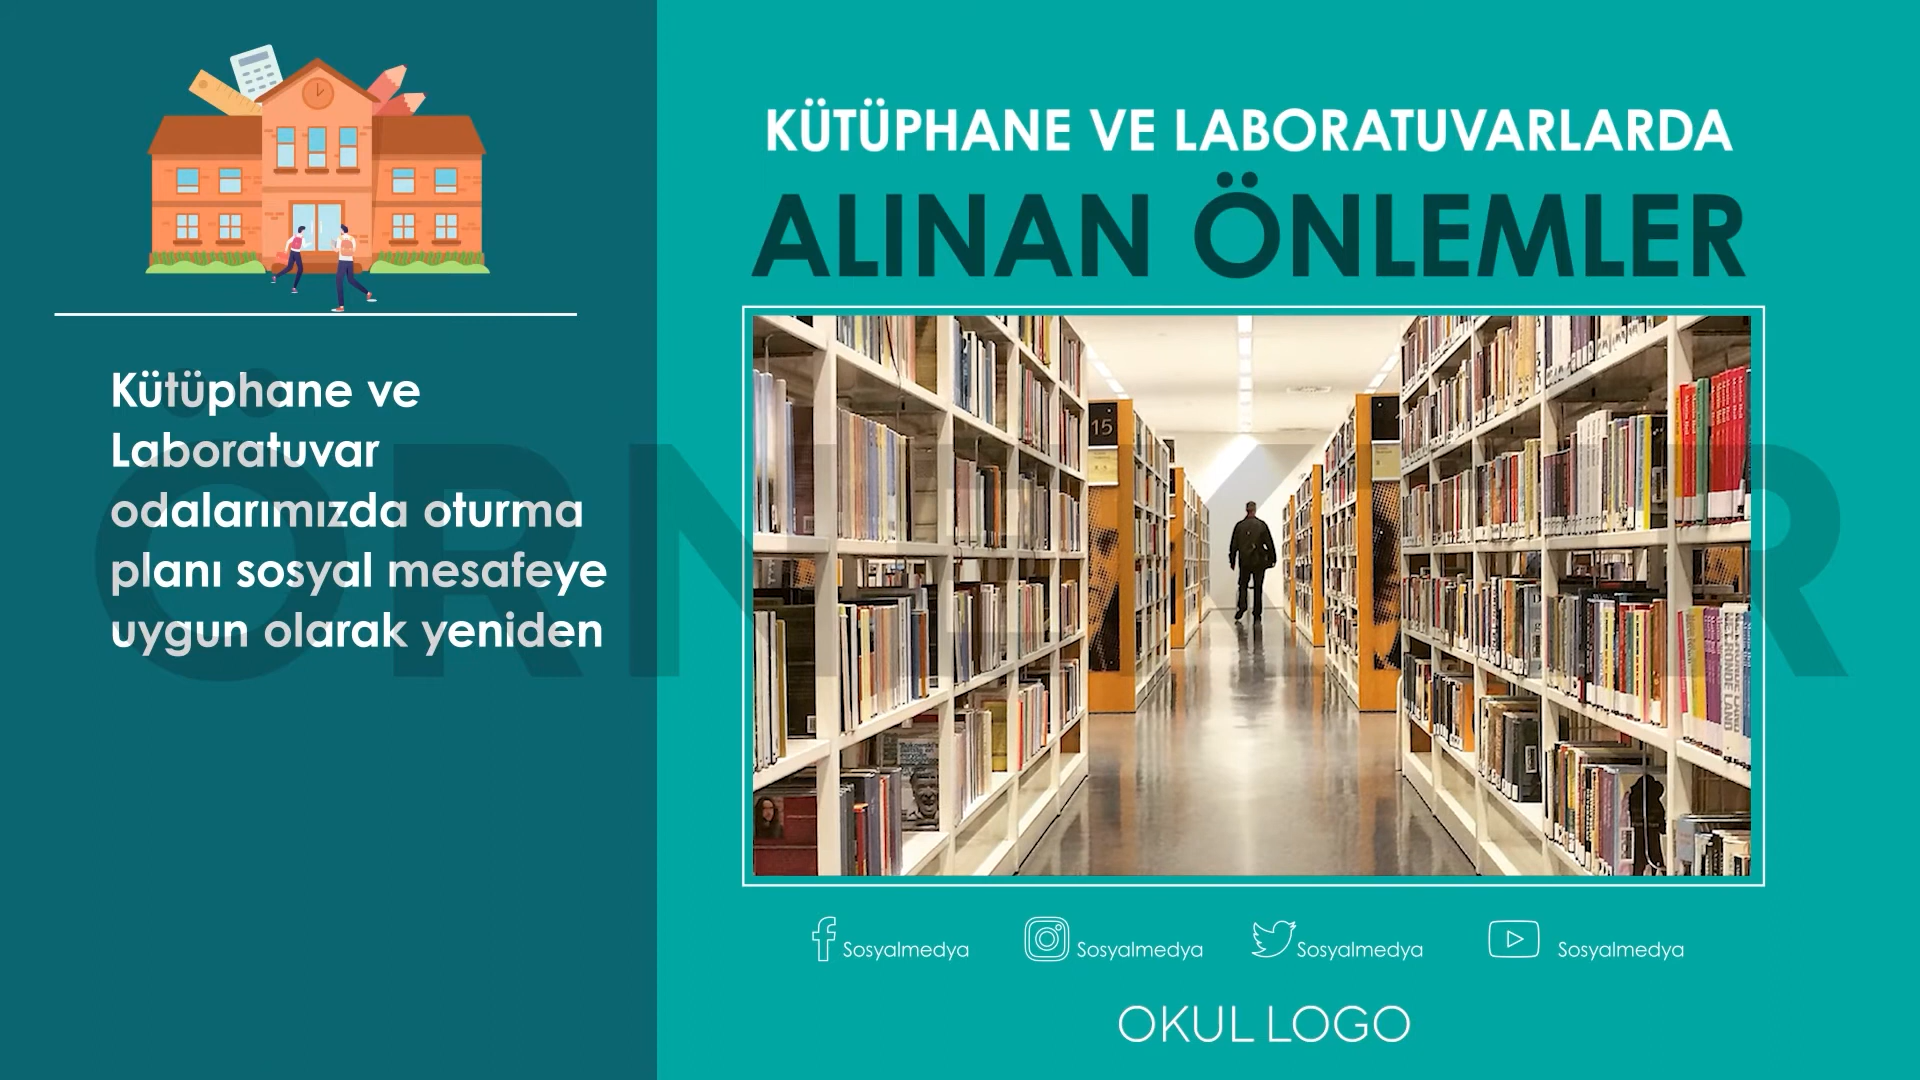 Kütüphane ve
Laboratuvar
odalarımızda oturma
planı sosyal mesafeye
uygun olarak yeniden
KÜTÜPHANE VE LABORATUVARLARDA
ALINAN ÖNLEMLER
15
Sosyalmedya
Sosyalmedya
Sosyalmedya
Sosyalmedya
OKUL LOGO